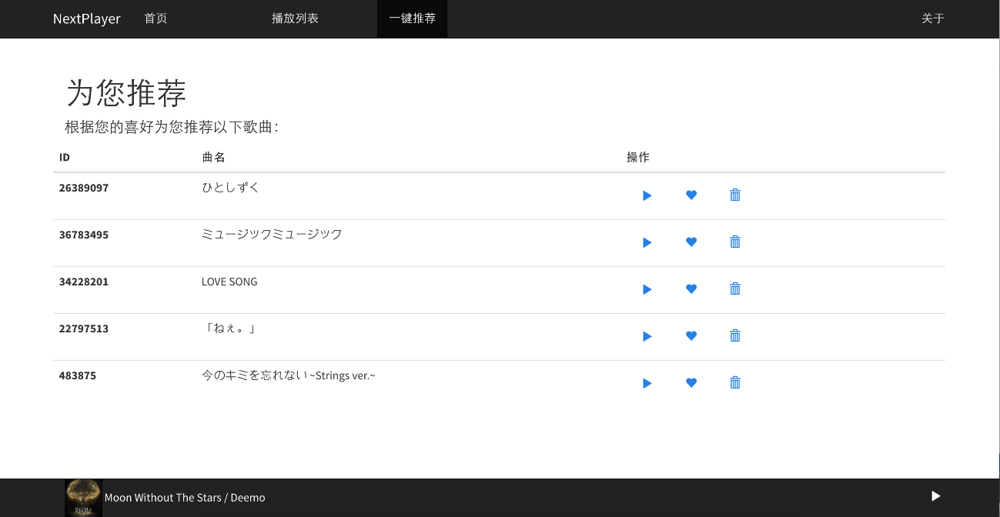 NextPlayer 首页 播放列表 一键推荐 关于
为您推荐
根据您的喜好为您推荐以下歌曲：
ID 曲名 操作
26389097 ひとしずく
36783495 ミュージックミュージック
34228201 LOVE SONG
22797513 「ねぇ。」
483875 今のキミを忘れない ~Strings ver.~
DEEMO
Moon Without The Stars / Deemo